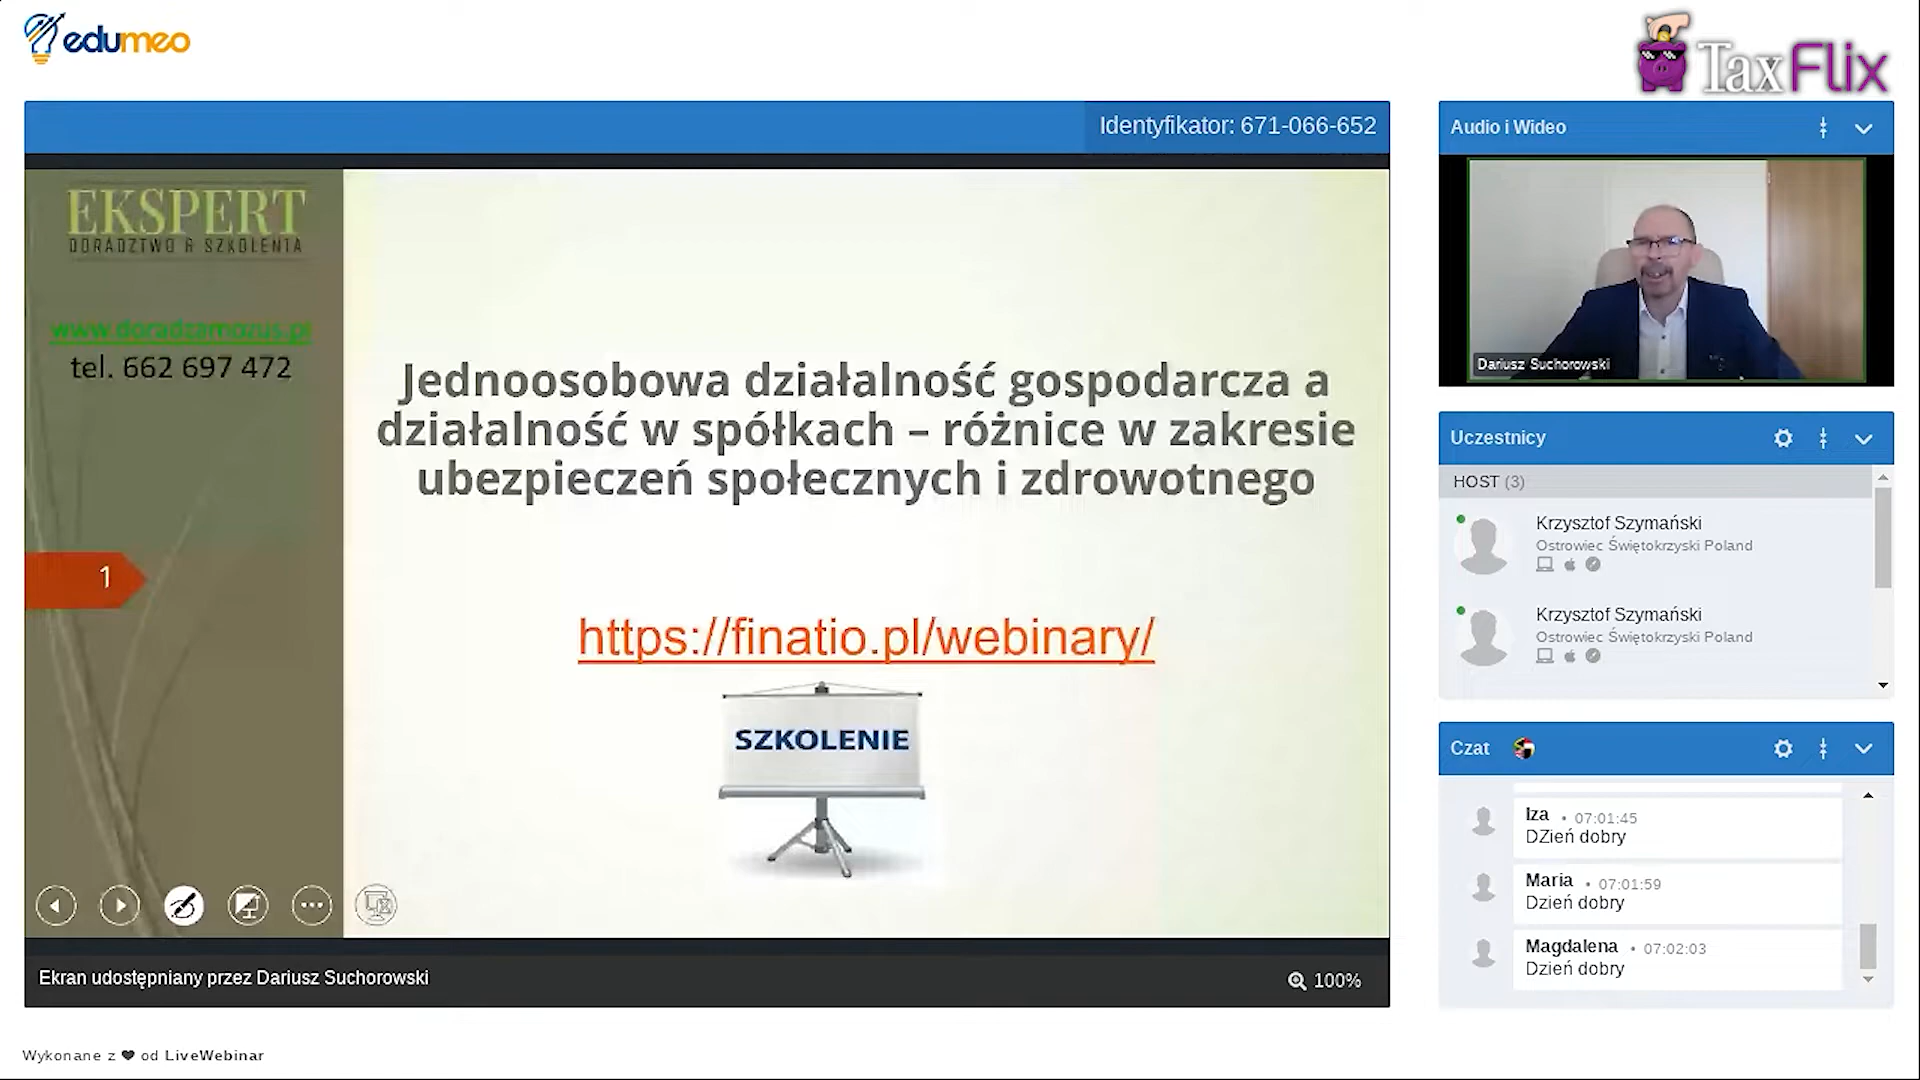 edumeo
TaxFlix
Identyfikator: 671-066-652
EKSPERT
DORADZTWO & SZKOLENIA
www.doradzamozus.pl
tel. 662 697 472
1
Jednoosobowa działalność gospodarcza a
działalność w spółkach – różnice w zakresie
ubezpieczeń społecznych i zdrowotnego
https://finatio.pl/webinary/
SZKOLENIE
Ekran udostępniany przez Dariusz Suchorowski
100%
Audio i Wideo
Dariusz Suchorowski
Uczestnicy
HOST (3)
Krzysztof Szymański
Ostrowiec Świętokrzyski Poland
Krzysztof Szymański
Ostrowiec Świętokrzyski Poland
Czat
Iza • 07:01:45
DZień dobry
Maria • 07:01:59
Dzień dobry
Magdalena • 07:02:03
Dzień dobry
Wykonane z ❤ od LiveWebinar